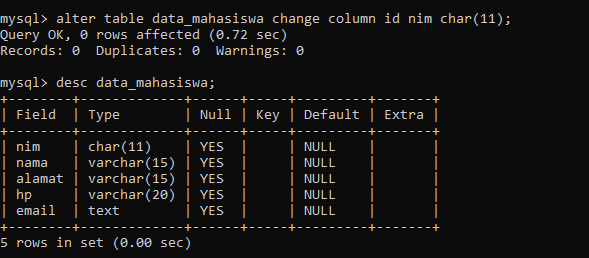 mysql> alter table data_mahasiswa change column id nim char(11);
Query OK, 0 rows affected (0.72 sec)
Records: 0  Duplicates: 0  Warnings: 0

mysql> desc data_mahasiswa;
+--------+-------------+------+-----+---------+-------+
| Field  | Type        | Null | Key | Default | Extra |
+--------+-------------+------+-----+---------+-------+
| nim    | char(11)    | YES  |     | NULL    |       |
| nama   | varchar(15) | YES  |     | NULL    |       |
| alamat | varchar(15) | YES  |     | NULL    |       |
| hp     | varchar(20) | YES  |     | NULL    |       |
| email  | text        | YES  |     | NULL    |       |
+--------+-------------+------+-----+---------+-------+
5 rows in set (0.00 sec)